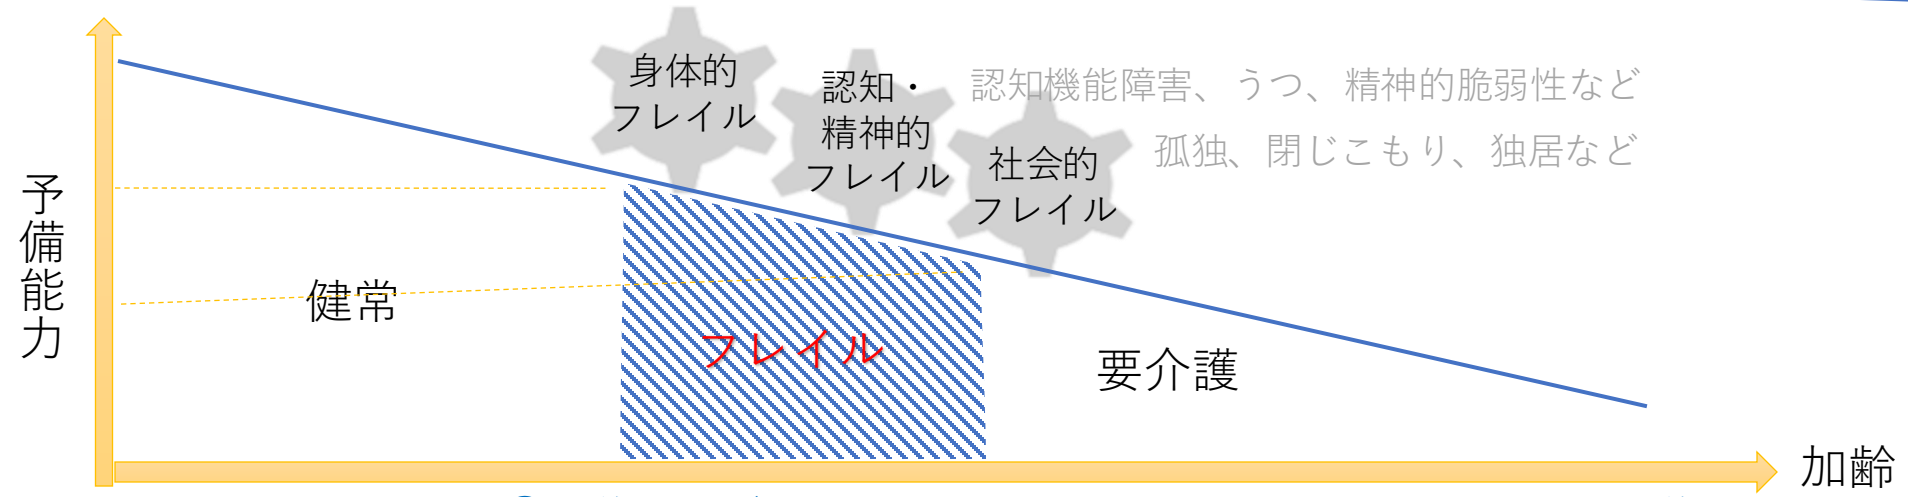 身体的
フレイル
認知・
精神的
フレイル
認知機能障害、うつ、精神的脆弱性など
社会的
フレイル
孤独、閉じこもり、独居など
予備能力
健常
フレイル
要介護
加齢